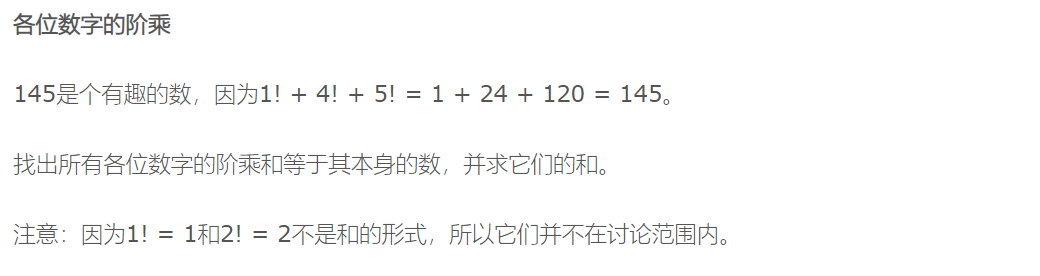 各位数字的阶乘
145是个有趣的数，因为1! + 4! + 5! = 1 + 24 + 120 = 145。
找出所有各位数字的阶乘和等于其本身的数，并求它们的和。
注意：因为1! = 1和2! = 2不是和的形式，所以它们并不在讨论范围内。